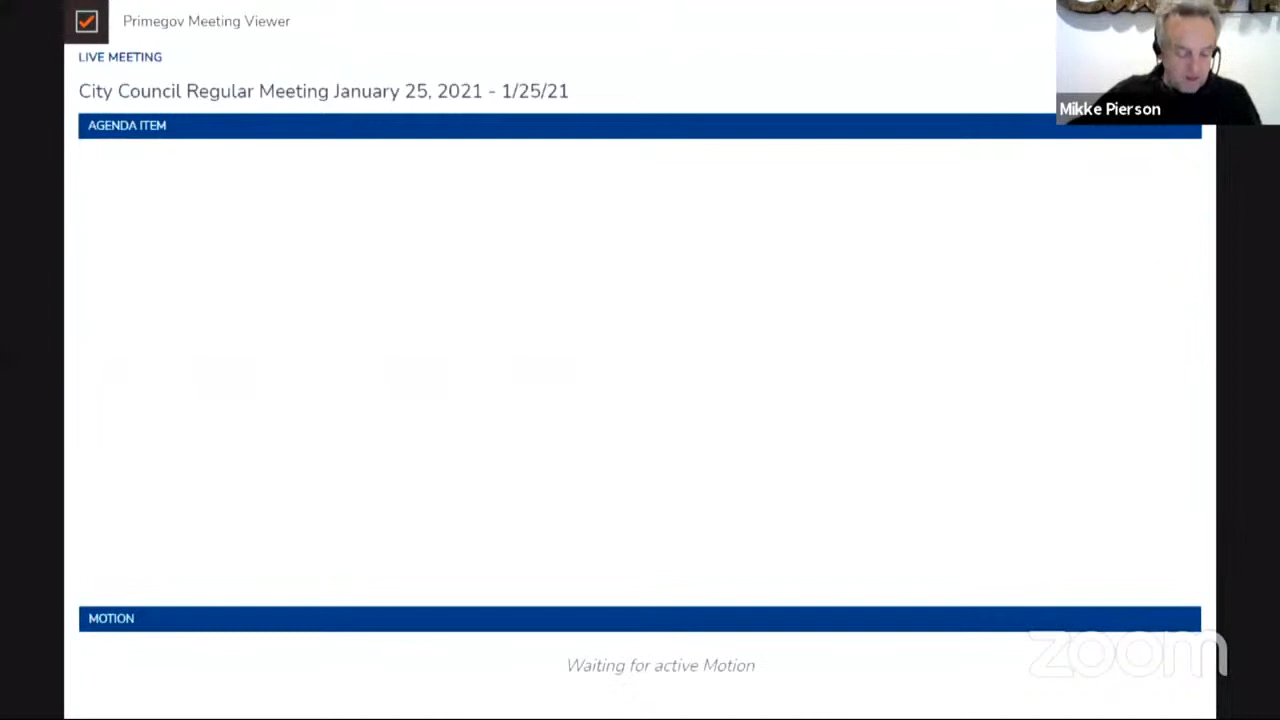 Primegov Meeting Viewer
LIVE MEETING
City Council Regular Meeting January 25, 2021 - 1/25/21
Mikke Pierson
AGENDA ITEM
MOTION
Waiting for active Motion
zoom